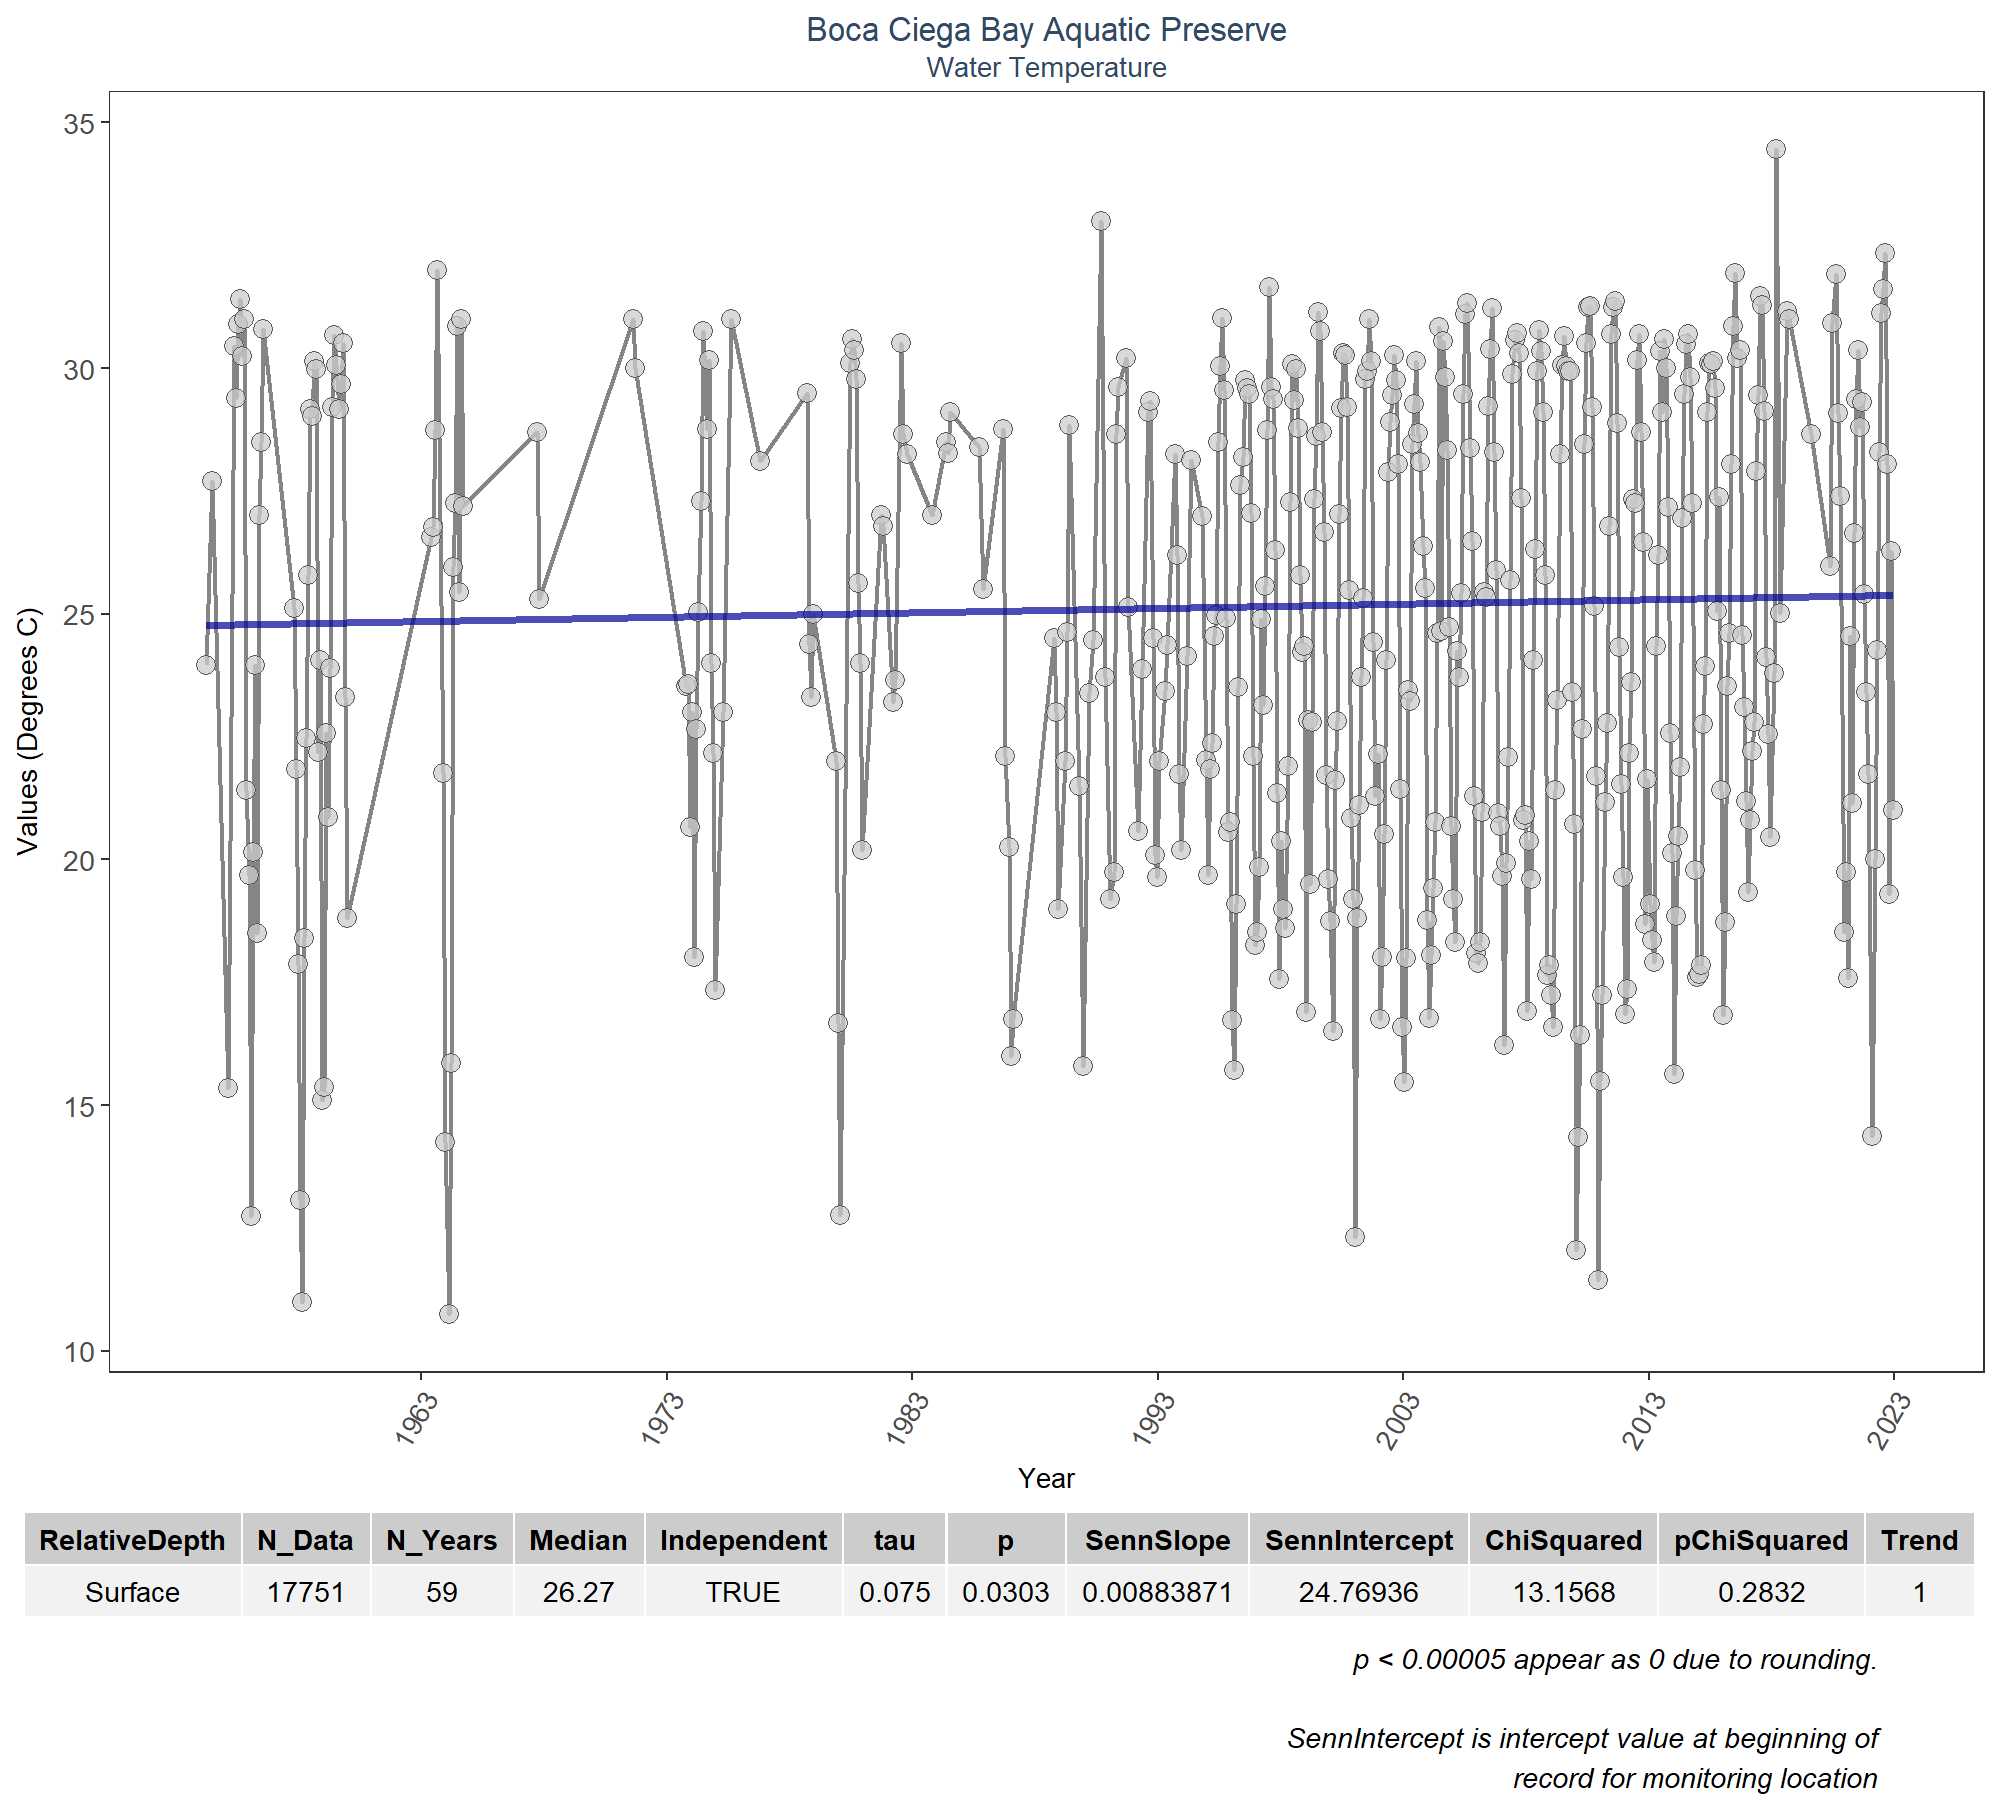 Boca Ciega Bay Aquatic Preserve
Water Temperature
35
30
25
20
15
10
Values (Degrees C)
1963 1973 1983 1993 2003 2013 2023
Year
RelativeDepth N_Data N_Years Median Independent tau p SennSlope SennIntercept ChiSquared pChiSquared Trend
Surface 17751 59 26.27 TRUE 0.075 0.0303 0.00883871 24.76936 13.1568 0.2832 1
p < 0.00005 appear as 0 due to rounding.
SennIntercept is intercept value at beginning of
record for monitoring location